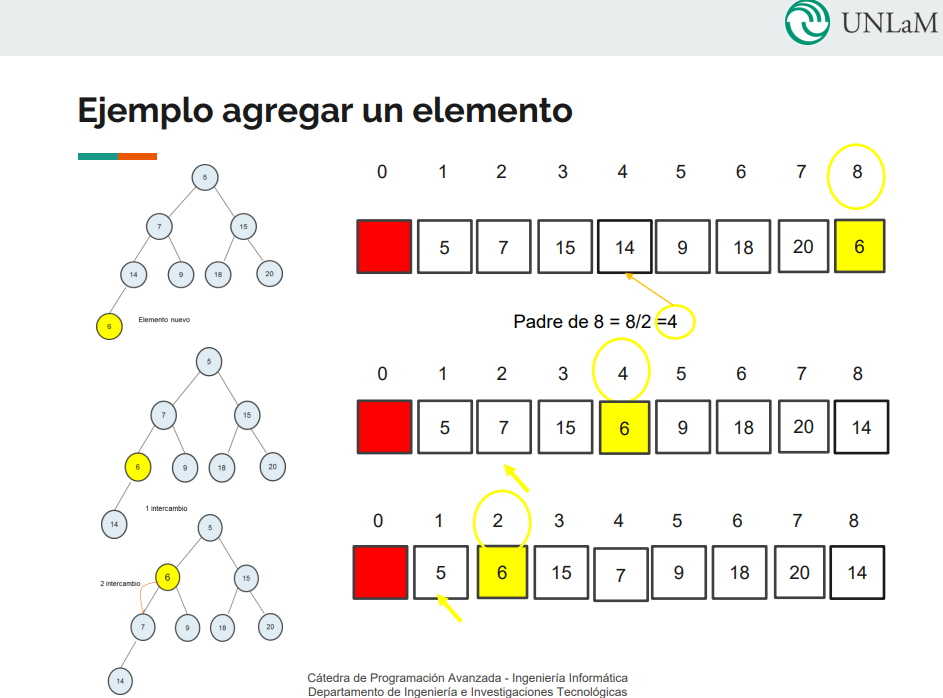 UNLaM
Ejemplo agregar un elemento
5
7 15
14 9 18 20
6 Elemento nuevo
0 1 2 3 4 5 6 7 8
5 7 15 14 9 18 20 6
Padre de 8 = 8/2 =4
5
7 15
6 9 18 20
14
1 intercambio
0 1 2 3 4 5 6 7 8
5 7 15 6 9 18 20 14
5
6 15
2 intercambio
7 9 18 20
14
0 1 2 3 4 5 6 7 8
5 6 15 7 9 18 20 14
Cátedra de Programación Avanzada - Ingeniería Informática
Departamento de Ingeniería e Investigaciones Tecnológicas